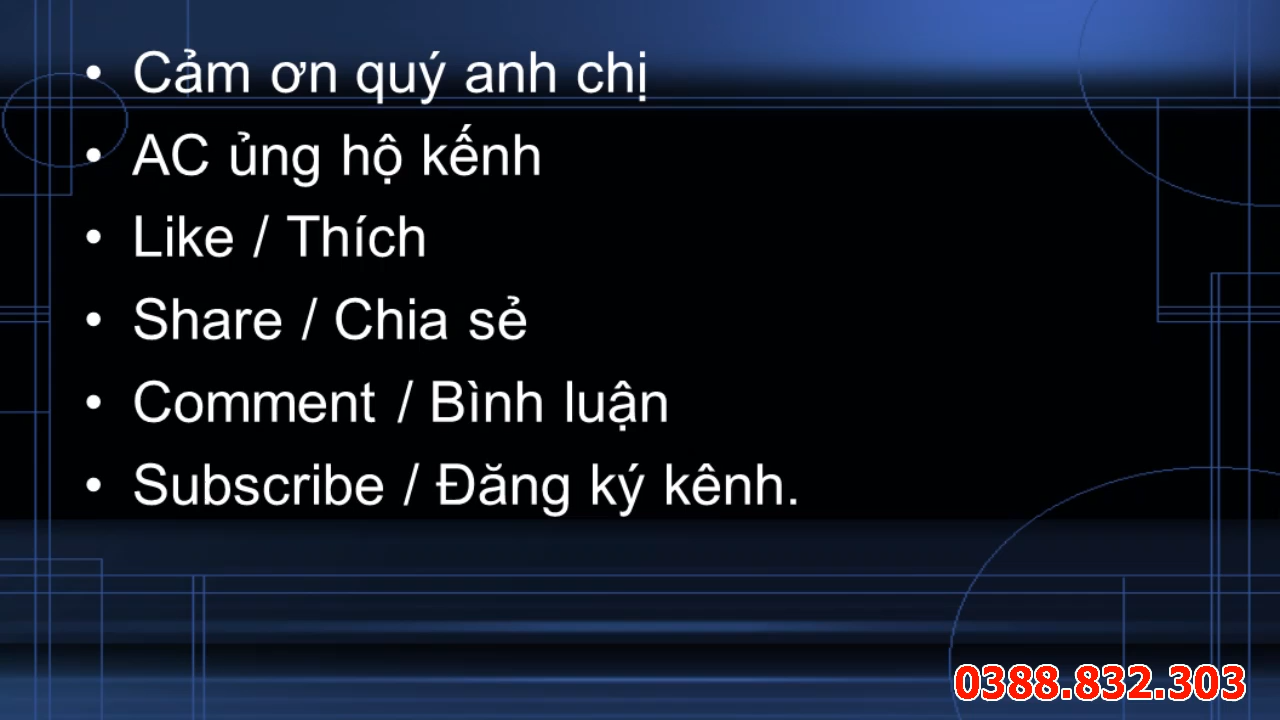 • Cảm ơn quý anh chị
• AC ủng hộ kếnh
• Like / Thích
• Share / Chia sẻ
• Comment / Bình luận
• Subscribe / Đăng ký kênh.
0388.832.303